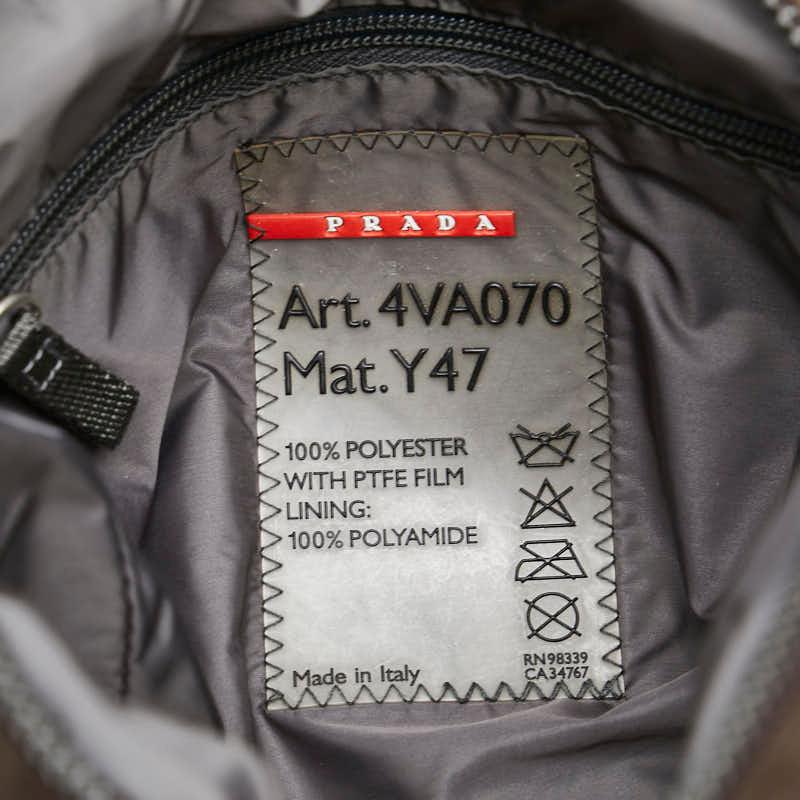 PRADA
Art. 4VA070
Mat. Y47
100% POLYESTER
WITH PTFE FILM
LINING:
100% POLYAMIDE
Made in Italy
RN98339
CA34767